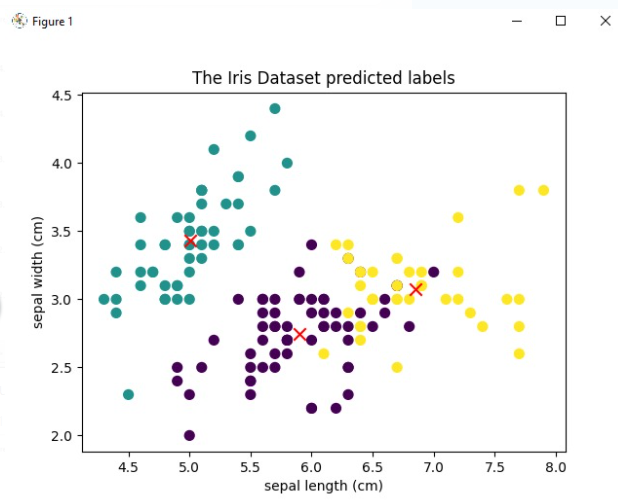 Figure 1
The Iris Dataset predicted labels
4.5
4.0
3.5
3.0
2.5
2.0
sepal width (cm)
4.5 5.0 5.5 6.0 6.5 7.0 7.5 8.0
sepal length (cm)